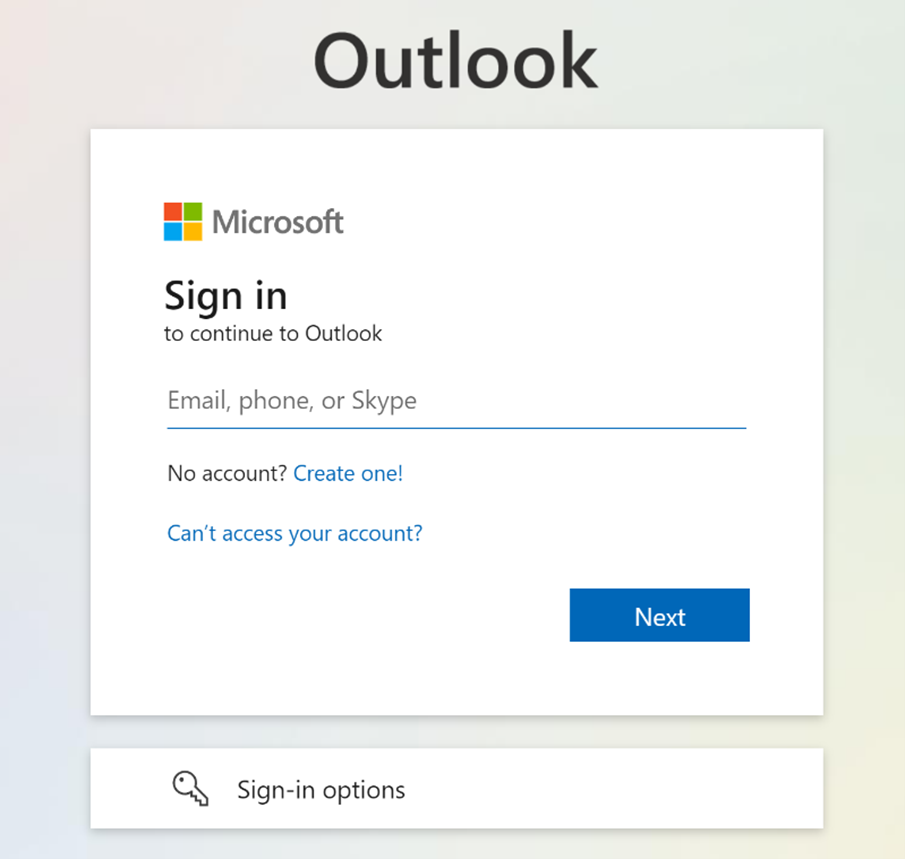 Outlook
Microsoft
Sign in
to continue to Outlook
Email, phone, or Skype
No account? Create one!
Can't access your account?
Next
Sign-in options